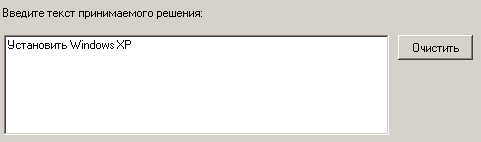 Введите текст принимаемого решения:
Установить Windows XP
Очистить